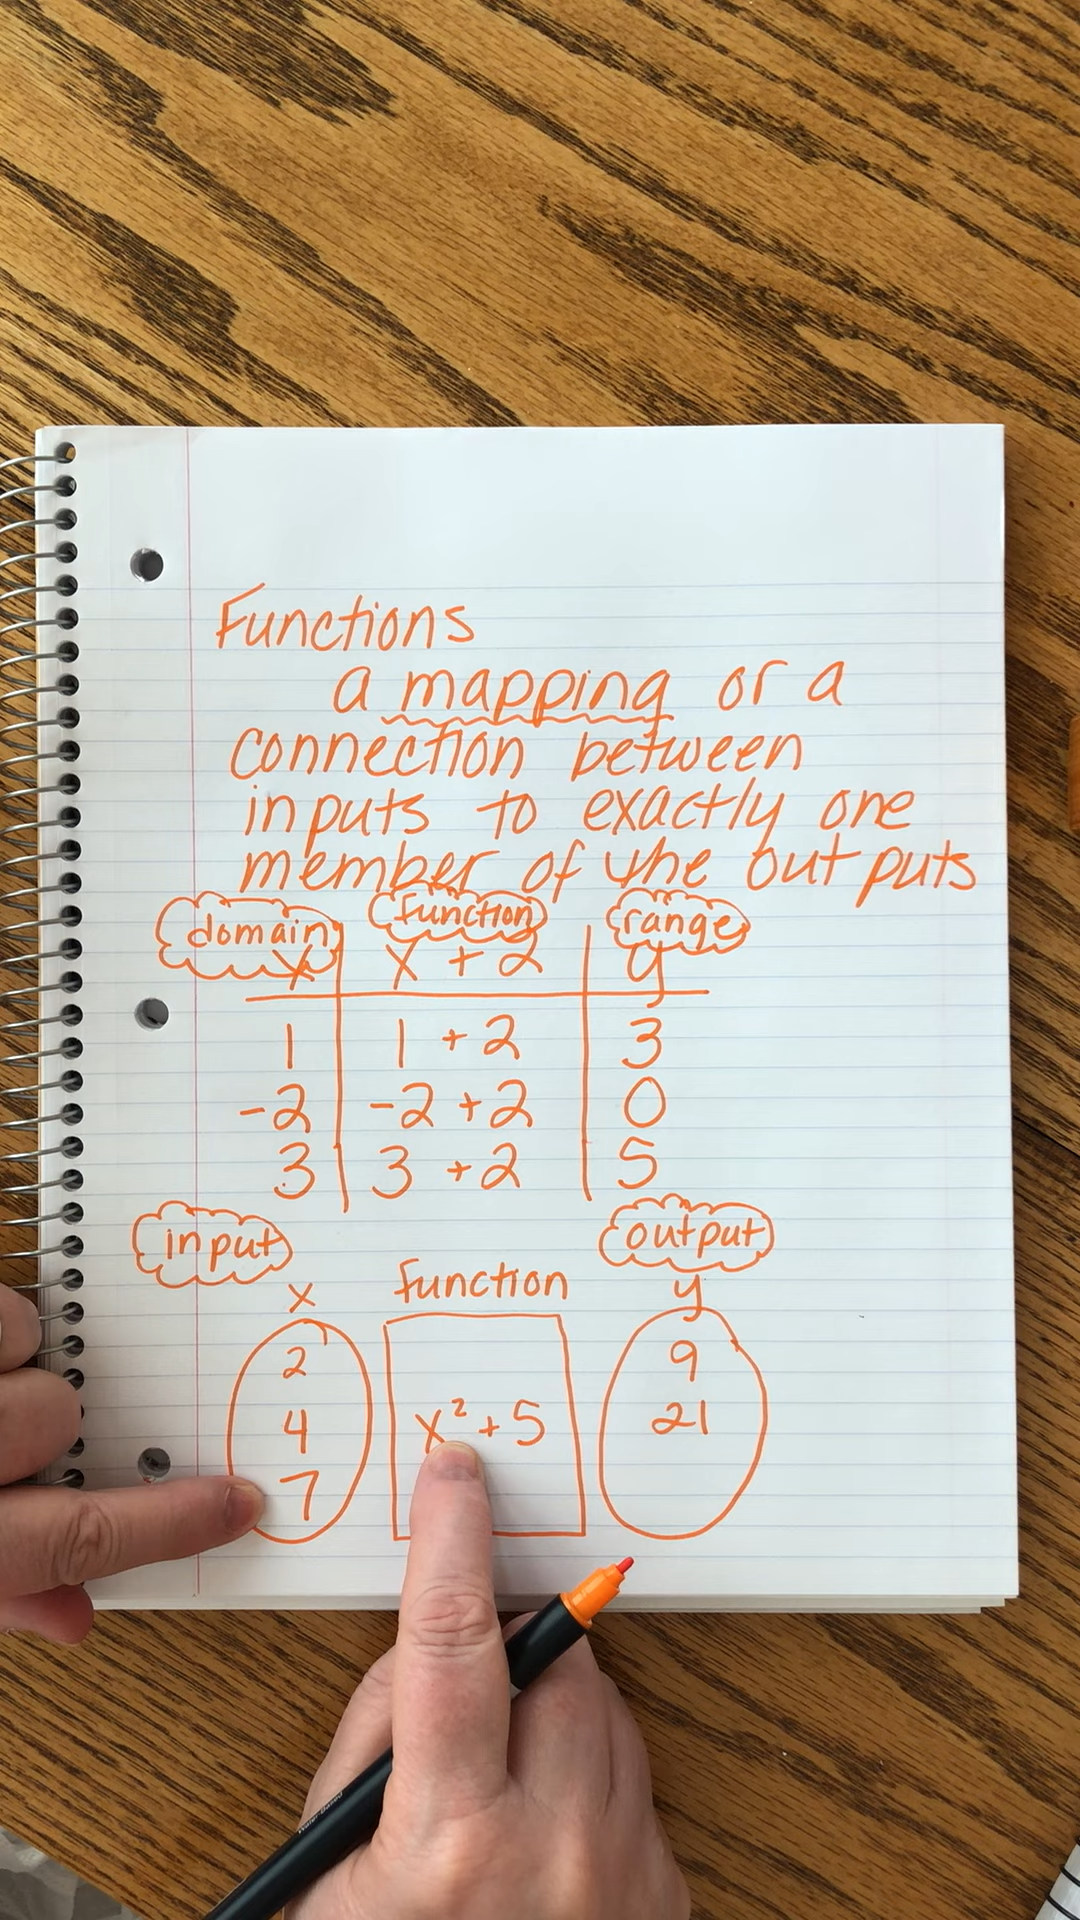 Functions
a mapping or a
connection between
inputs to exactly one
member of the outputs
domain function range
x x + 2 y
1 1 + 2 3
-2 -2 + 2 0
3 3 + 2 5
input output
x function y
2 9
4 x² + 5 21
7